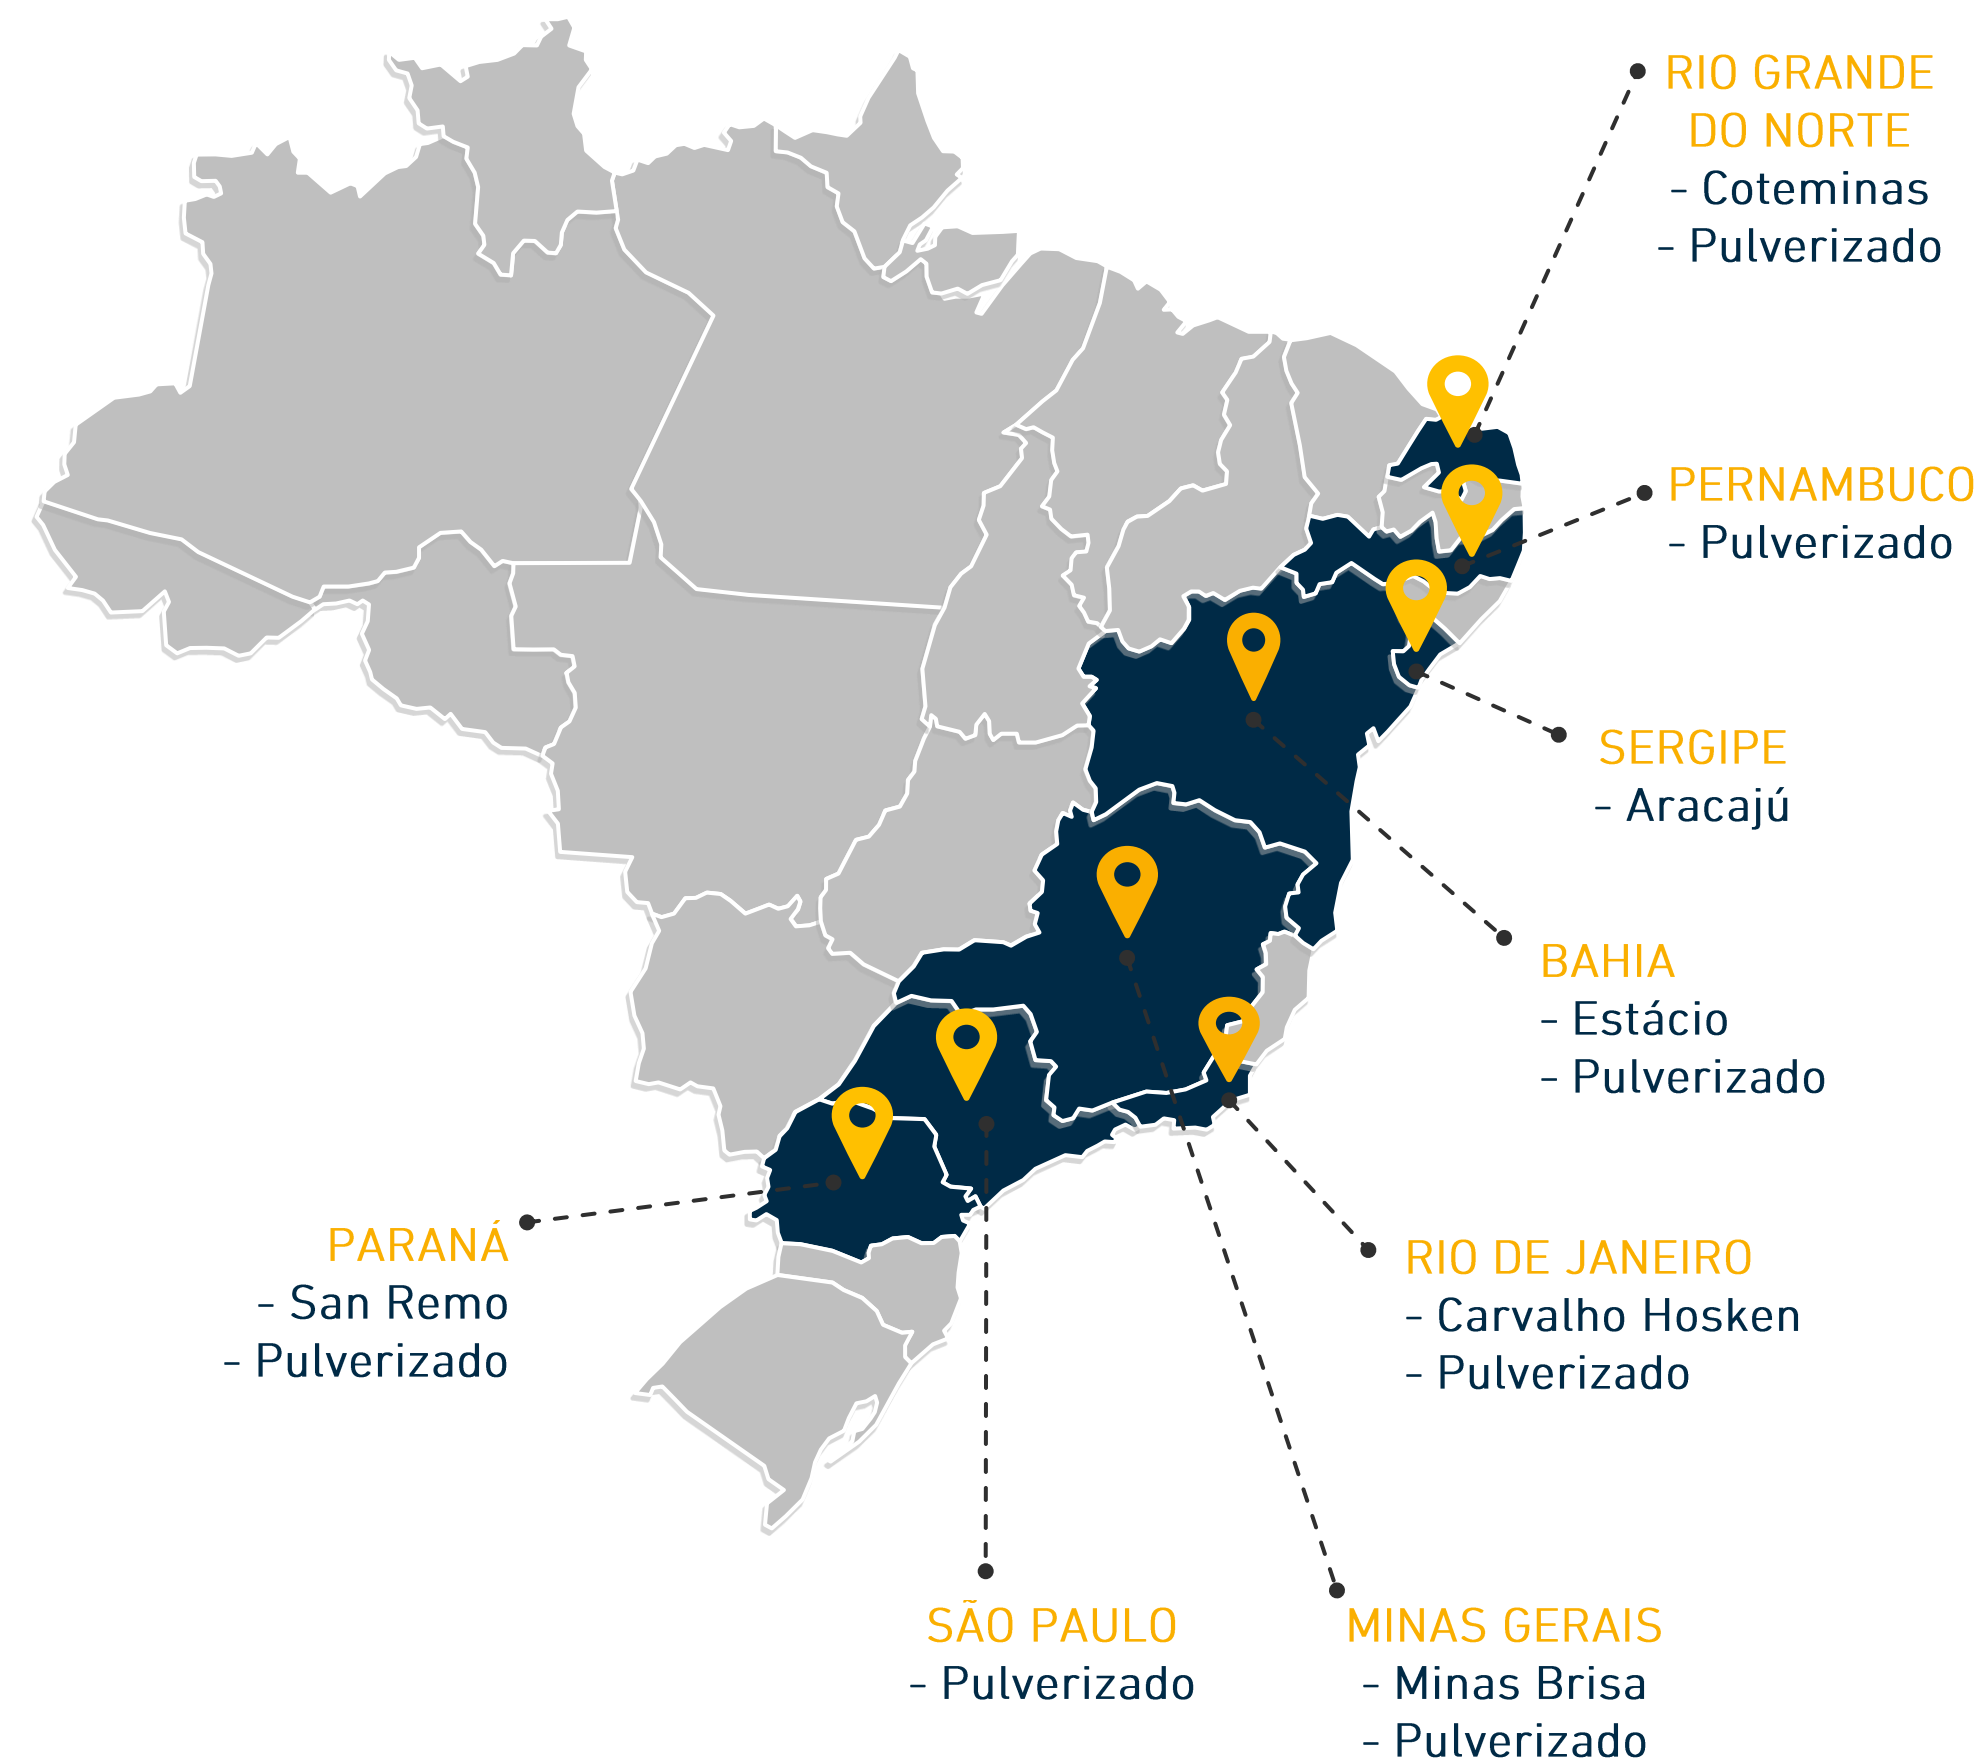 RIO GRANDE
DO NORTE
- Coteminas
- Pulverizado
PERNAMBUCO
- Pulverizado
SERGIPE
- Aracajú
BAHIA
- Estácio
- Pulverizado
PARANÁ
- San Remo
- Pulverizado
RIO DE JANEIRO
- Carvalho Hosken
- Pulverizado
SÃO PAULO
- Pulverizado
MINAS GERAIS
- Minas Brisa
- Pulverizado